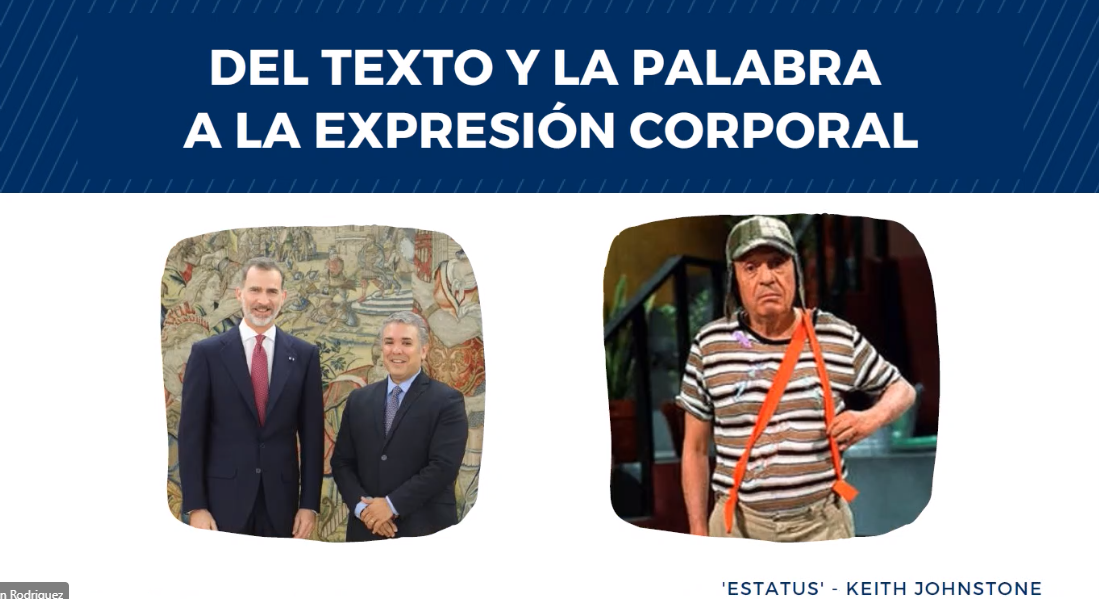 DEL TEXTO Y LA PALABRA
A LA EXPRESIÓN CORPORAL
'ESTATUS' - KEITH JOHNSTONE
n Rodriguez